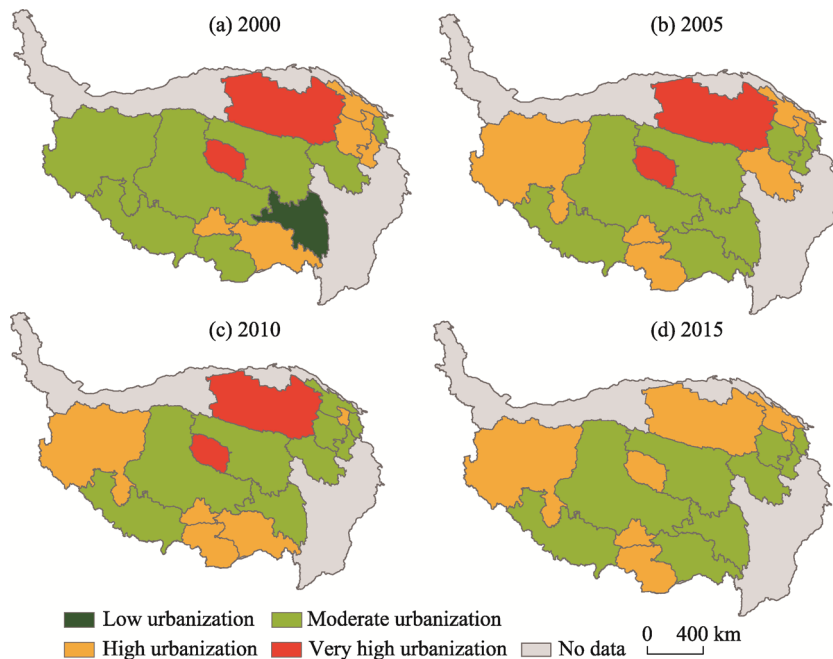 (a) 2000
(b) 2005
(c) 2010
(d) 2015
Low urbanization
Moderate urbanization
High urbanization
Very high urbanization
No data
0 400 km